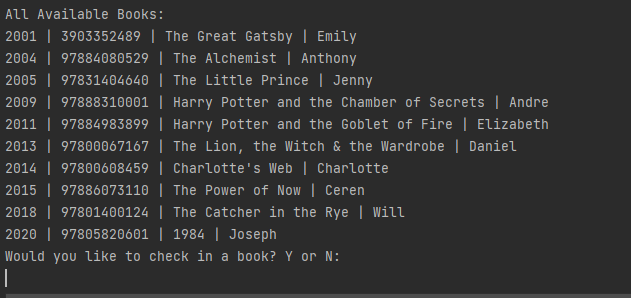 All Available Books:
2001 | 3903352489 | The Great Gatsby | Emily
2004 | 97884080529 | The Alchemist | Anthony
2005 | 97831404640 | The Little Prince | Jenny
2009 | 97888310001 | Harry Potter and the Chamber of Secrets | Andre
2011 | 97884983899 | Harry Potter and the Goblet of Fire | Elizabeth
2013 | 97800067167 | The Lion, the Witch & the Wardrobe | Daniel
2014 | 97800608459 | Charlotte's Web | Charlotte
2015 | 97886073110 | The Power of Now | Ceren
2018 | 97801400124 | The Catcher in the Rye | Will
2020 | 97805820601 | 1984 | Joseph
Would you like to check in a book? Y or N: